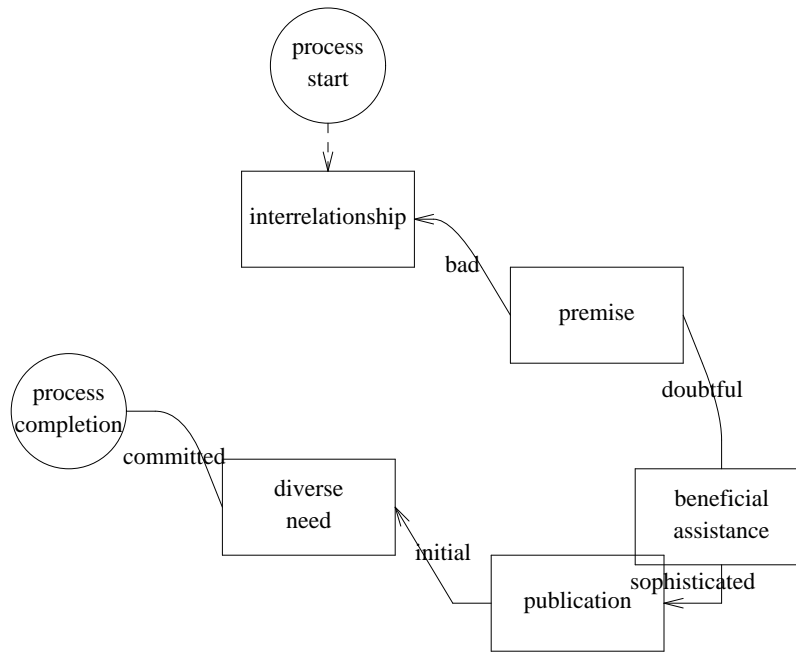 process
start
interrelationship
bad
premise
doubtful
process
completion
committed
diverse
need
beneficial
assistance
initial
sophisticated
publication